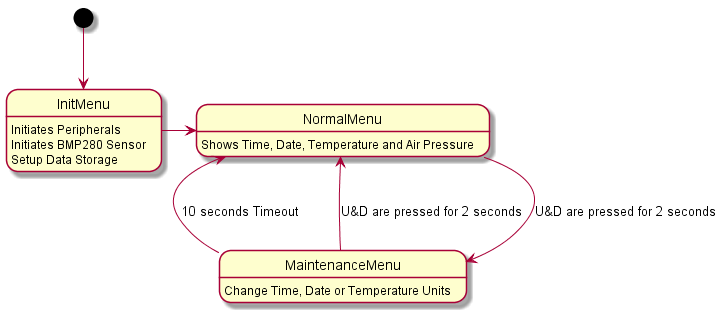 InitMenu
Initiates Peripherals
Initiates BMP280 Sensor
Setup Data Storage
NormalMenu
Shows Time, Date, Temperature and Air Pressure
10 seconds Timeout
U&D are pressed for 2 seconds
U&D are pressed for 2 seconds
MaintenanceMenu
Change Time, Date or Temperature Units